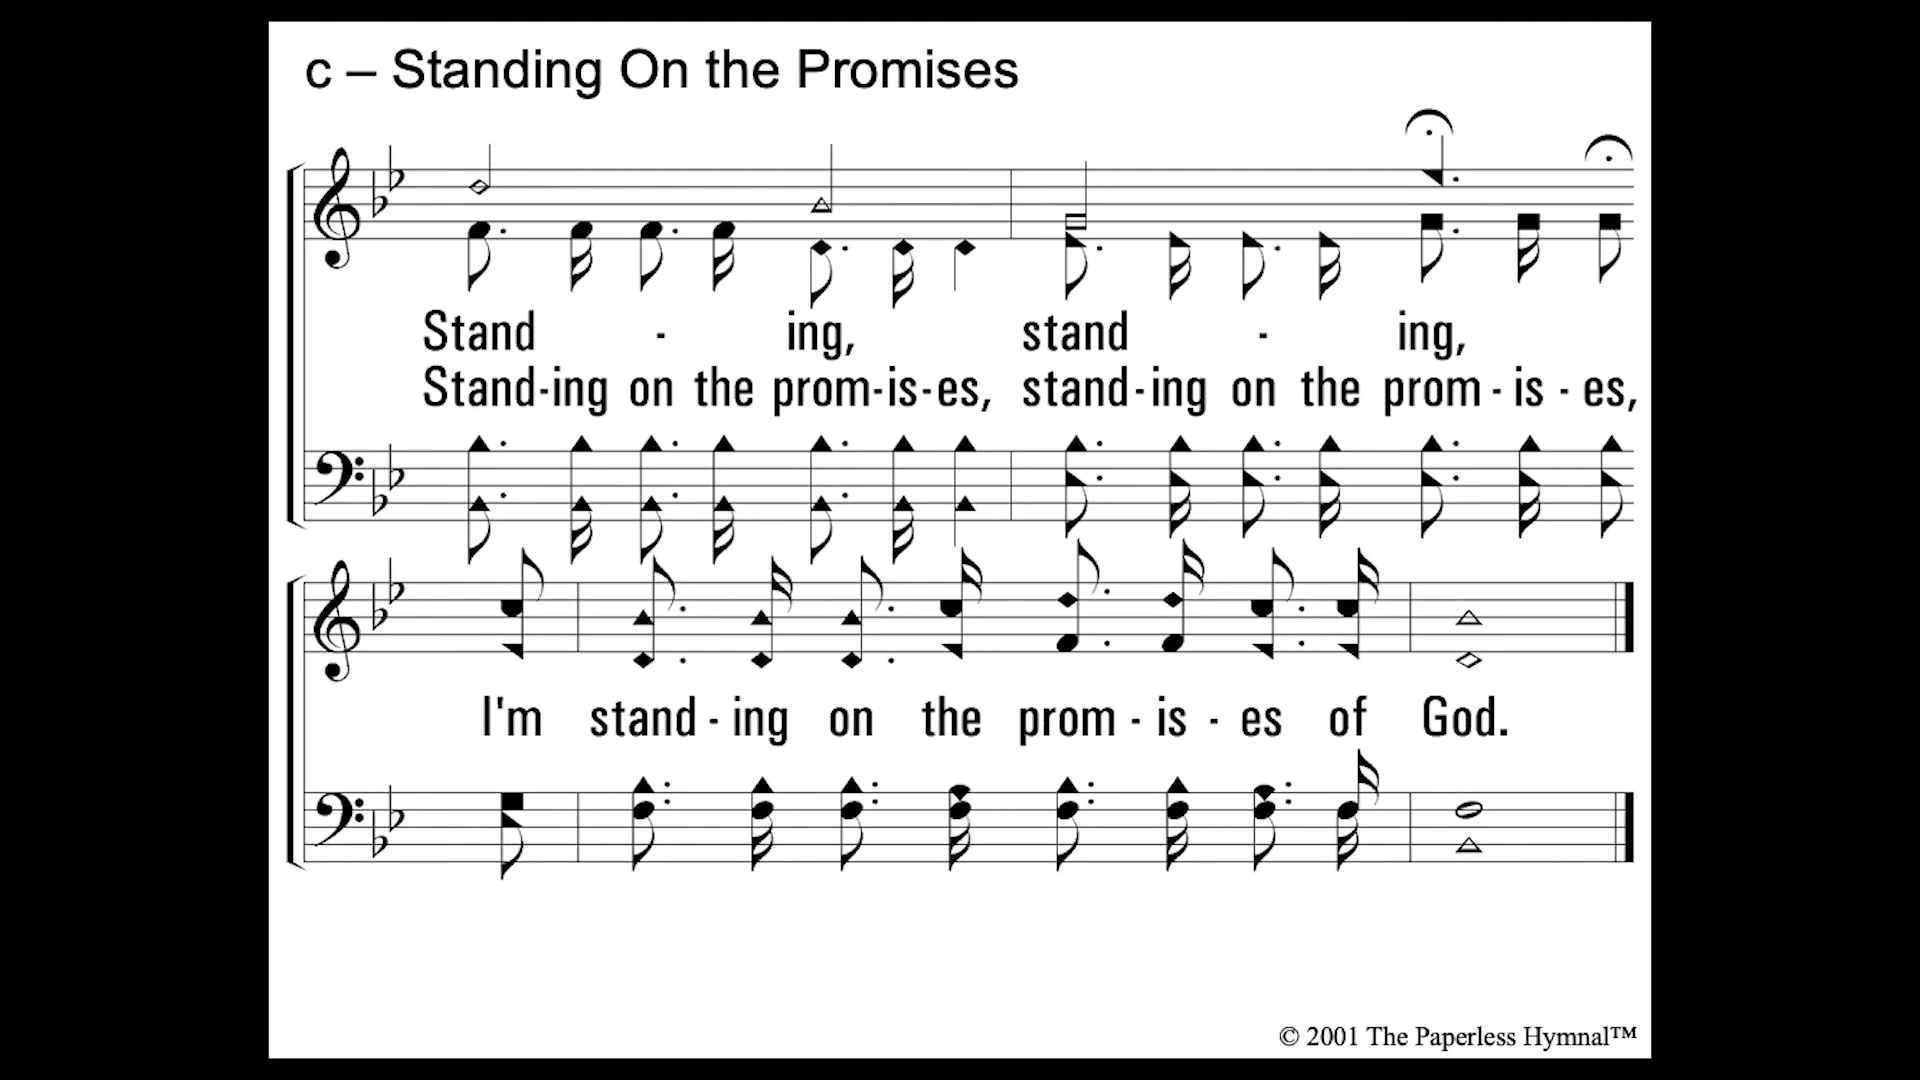 c – Standing On the Promises
Stand - ing, stand - ing,
Stand-ing on the prom-is-es, stand-ing on the prom - is - es,
I'm stand - ing on the prom - is - es of God.
© 2001 The Paperless Hymnal™